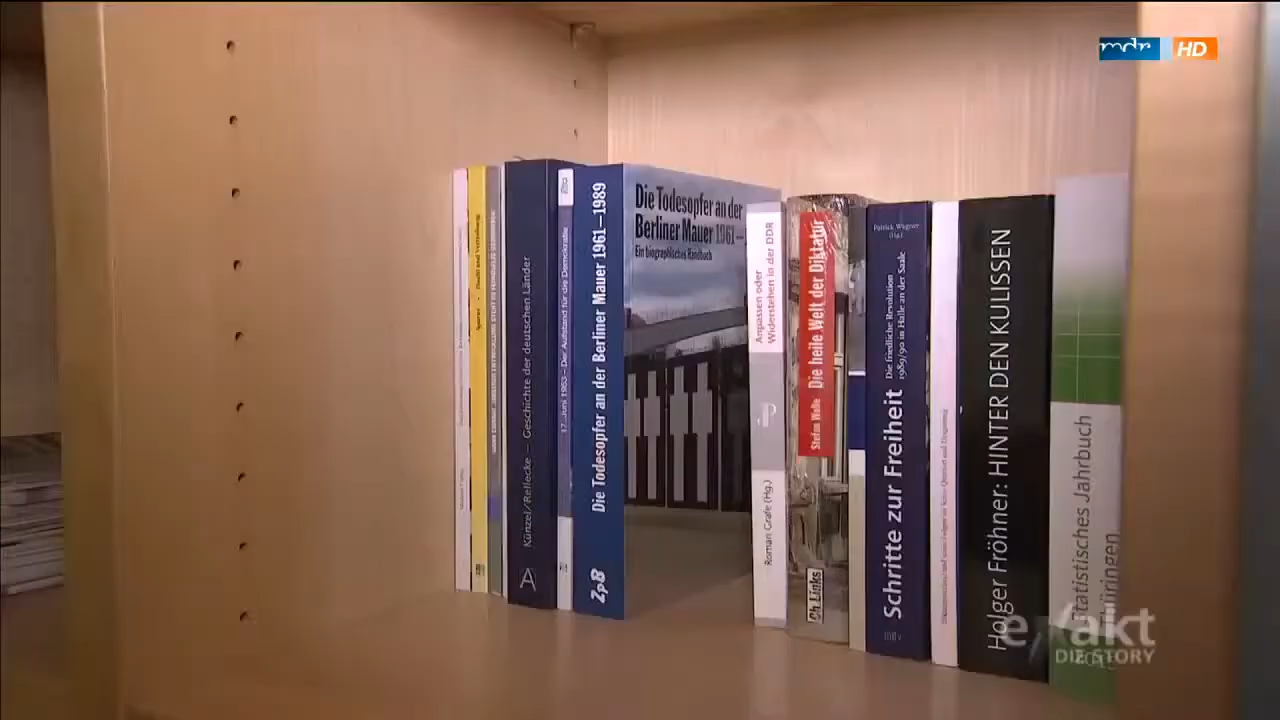 mdr HD
Künzel/Rellecke – Geschichte der deutschen Länder
17. Juni 1953 – Der Aufstand für die Demokratie
Die Todesopfer an der Berliner Mauer 1961–1989
ZpB
Die Todesopfer an der
Berliner Mauer 1961–
Ein biographisches Handbuch
Anpassen oder
Widerstehen in der DDR
Roman Grafe (Hg.)
Stefan Wolle Die heile Welt der Diktatur
Ch Links
Patrick Wagner
(Hg.)
Schritte zur Freiheit
Die friedliche Revolution
1989/90 in Halle an der Saale
mdv
Holger Fröhner: HINTER DEN KULISSEN
Statistisches Jahrbuch
Thüringen
exakt
DIE STORY